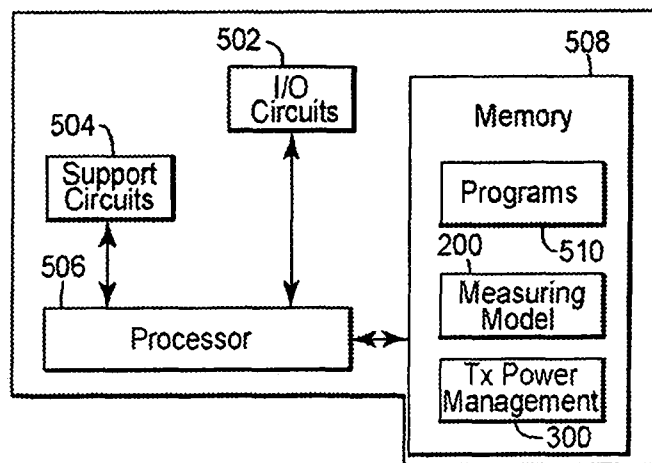 502
508
I/O
Circuits
Memory
504
Support
Circuits
Programs
510
200
506
Measuring
Model
Processor
Tx Power
Management
300